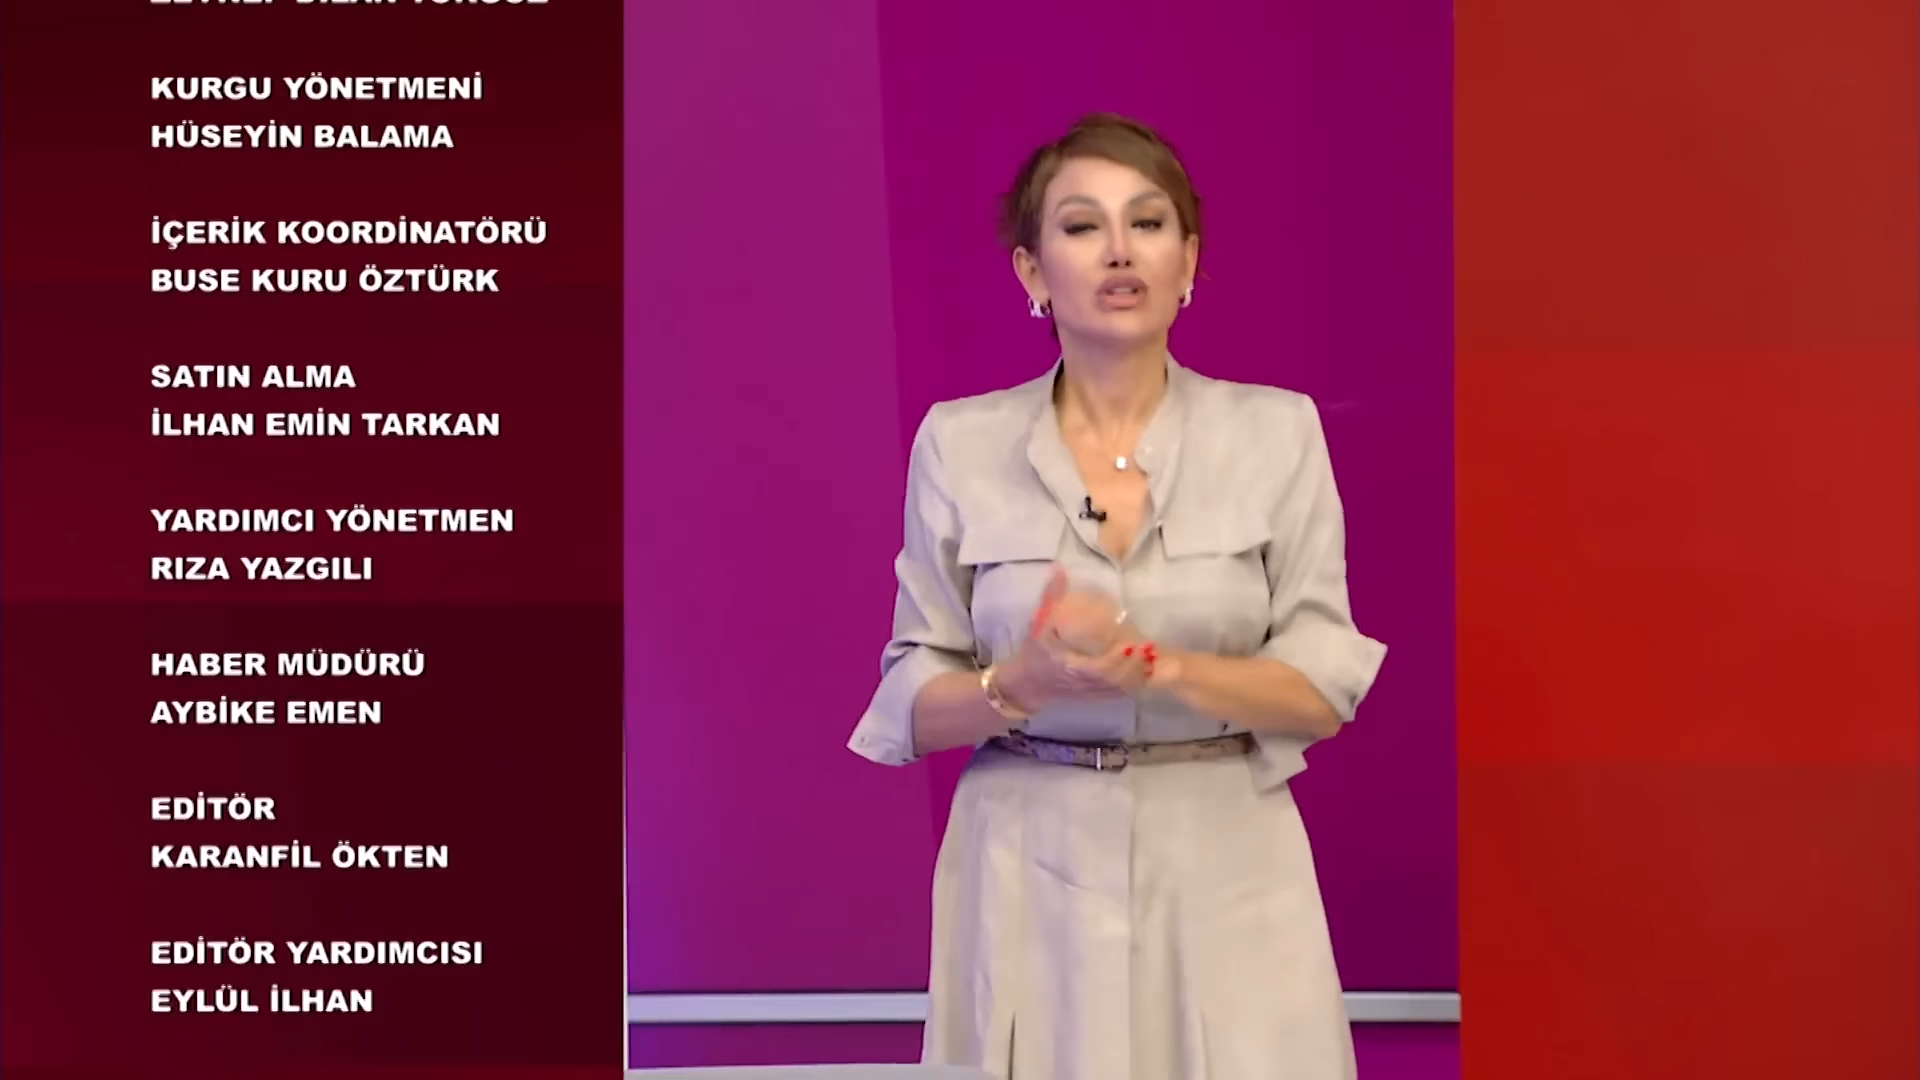 KURGU YÖNETMENİ
HÜSEYİN BALAMA
İÇERİK KOORDİNATÖRÜ
BUSE KURU ÖZTÜRK
SATIN ALMA
İLHAN EMİN TARKAN
YARDIMCI YÖNETMEN
RIZA YAZGILI
HABER MÜDÜRÜ
AYBİKE EMEN
EDİTÖR
KARANFİL ÖKTEN
EDİTÖR YARDIMCISI
EYLÜL İLHAN